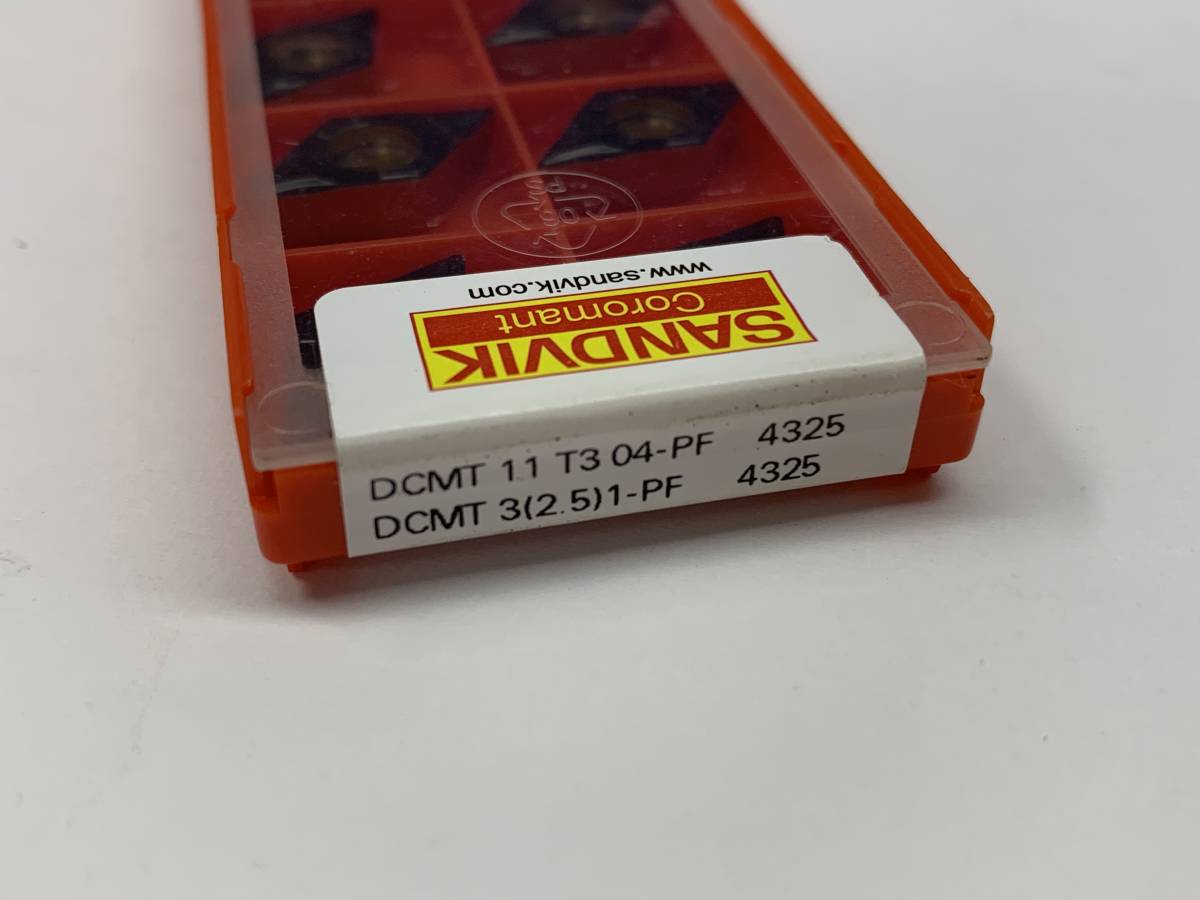 www.sandvik.com
Coromant
SANDVIK
DCMT 11 T3 04-PF 4325
DCMT 3(2.5)1-PF 4325